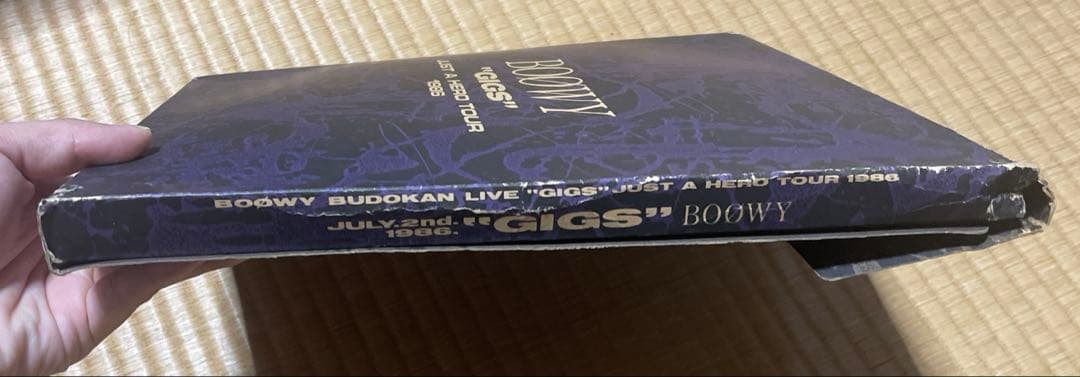 BOØWY
"GIGS"
JUST A HERO TOUR
1986
BOØWY BUDOKAN LIVE "GIGS" JUST A HERO TOUR 1986
JULY.2nd.
1986.
"GIGS" BOØWY